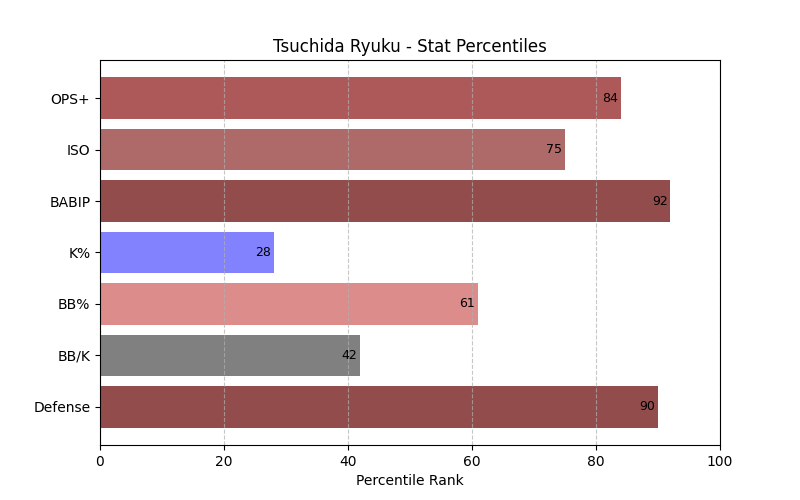 Tsuchida Ryuku - Stat Percentiles
OPS+ 84
ISO 75
BABIP 92
K% 28
BB% 61
BB/K 42
Defense 90
0 20 40 60 80 100
Percentile Rank